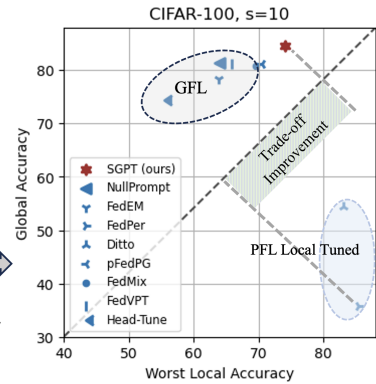 CIFAR-100, s=10
Global Accuracy
80
70
60
50
40
30
GFL
Trade-off
Improvement
PFL Local Tuned
SGPT (ours)
NullPrompt
FedEM
FedPer
Ditto
pFedPG
FedMix
FedVPT
Head-Tune
40
50
60
70
80
Worst Local Accuracy